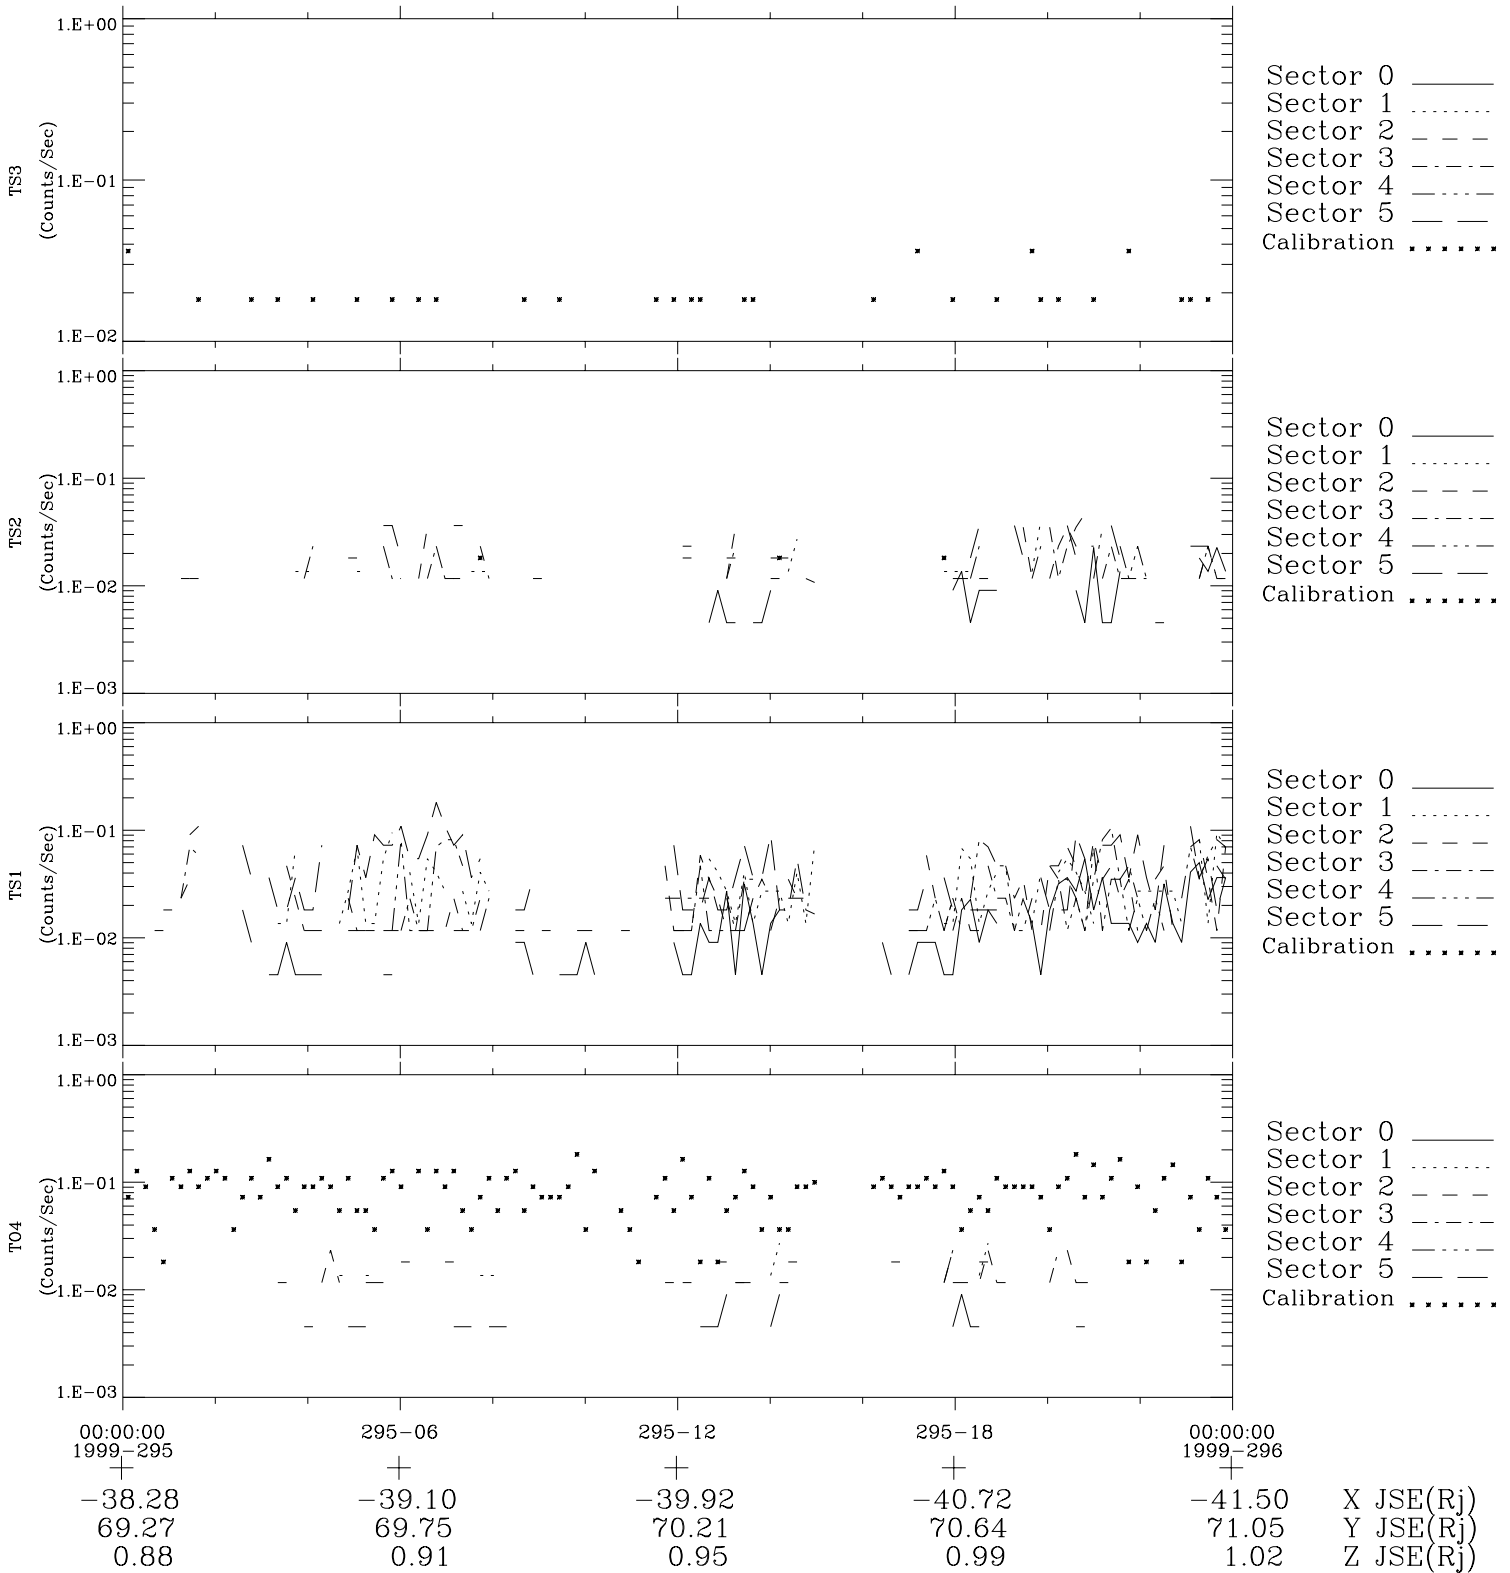 1.E+00
1.E-01
1.E-02
TS3
(Counts/Sec)
Sector 0
Sector 1
Sector 2
Sector 3
Sector 4
Sector 5
Calibration
1.E+00
1.E-01
1.E-02
1.E-03
TS2
(Counts/Sec)
Sector 0
Sector 1
Sector 2
Sector 3
Sector 4
Sector 5
Calibration
1.E+00
1.E-01
1.E-02
1.E-03
TS1
(Counts/Sec)
Sector 0
Sector 1
Sector 2
Sector 3
Sector 4
Sector 5
Calibration
1.E+00
1.E-01
1.E-02
1.E-03
T04
(Counts/Sec)
Sector 0
Sector 1
Sector 2
Sector 3
Sector 4
Sector 5
Calibration
00:00:00 295-06 295-12 295-18 00:00:00
1999-295 1999-296
-38.28 -39.10 -39.92 -40.72 -41.50 X JSE(Rj)
69.27 69.75 70.21 70.64 71.05 Y JSE(Rj)
0.88 0.91 0.95 0.99 1.02 Z JSE(Rj)